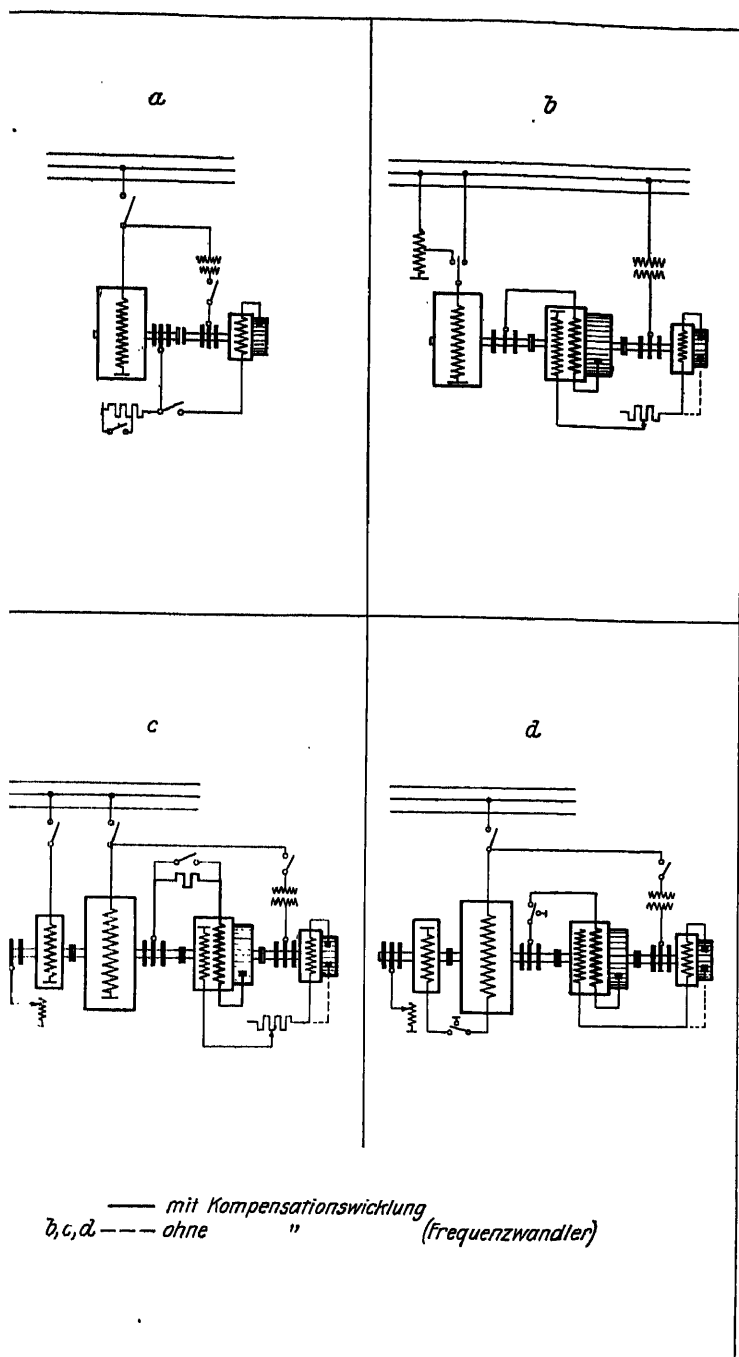 a
b
c
d
—— mit Kompensationswicklung
b,c,d --- ohne " (Frequenzwandler)